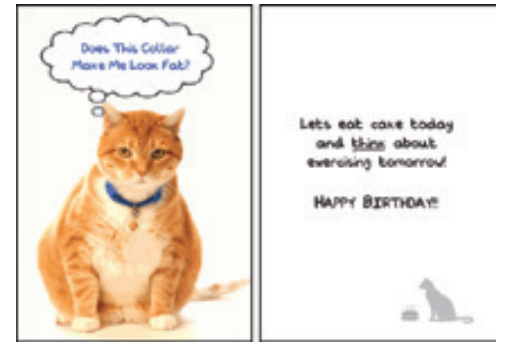 Does This Collar
Make Me Look Fat?
Lets eat cake today
and think about
exercising tomorrow!
HAPPY BIRTHDAY!!